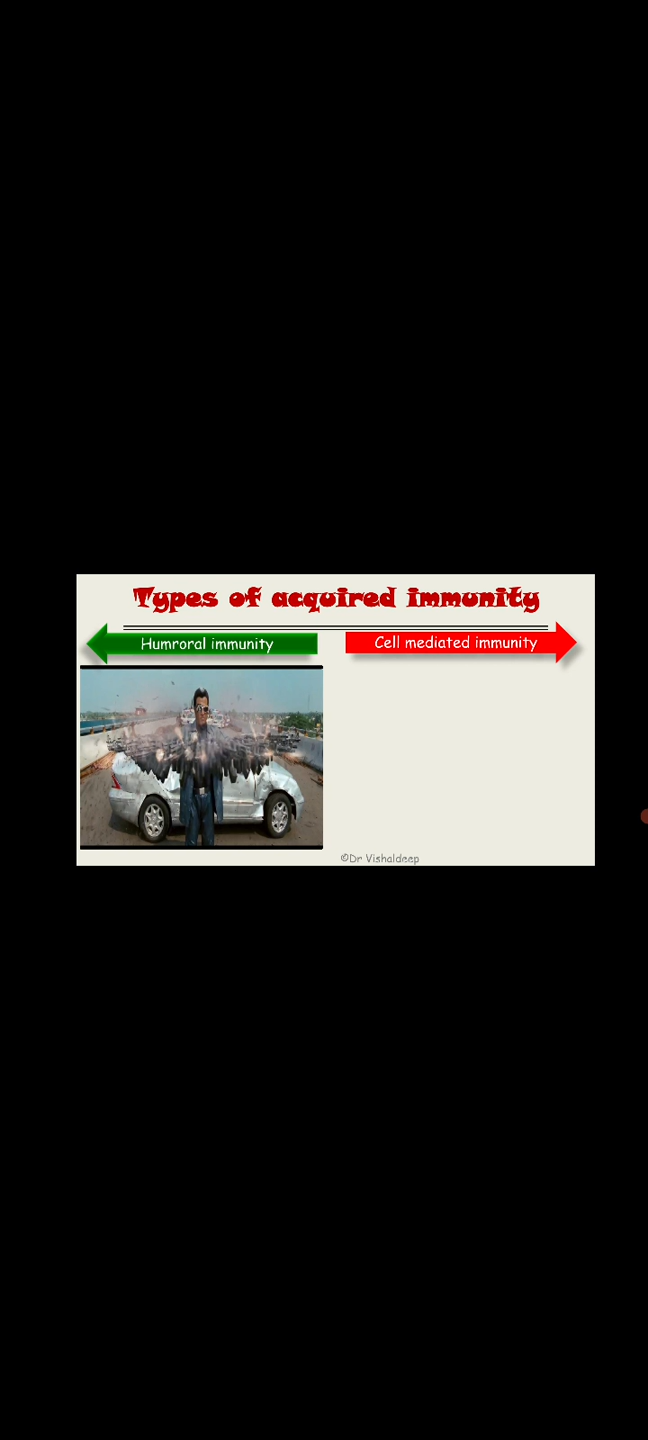 Types of acquired immunity
Humroral immunity
Cell mediated immunity
©Dr Vishaldeep